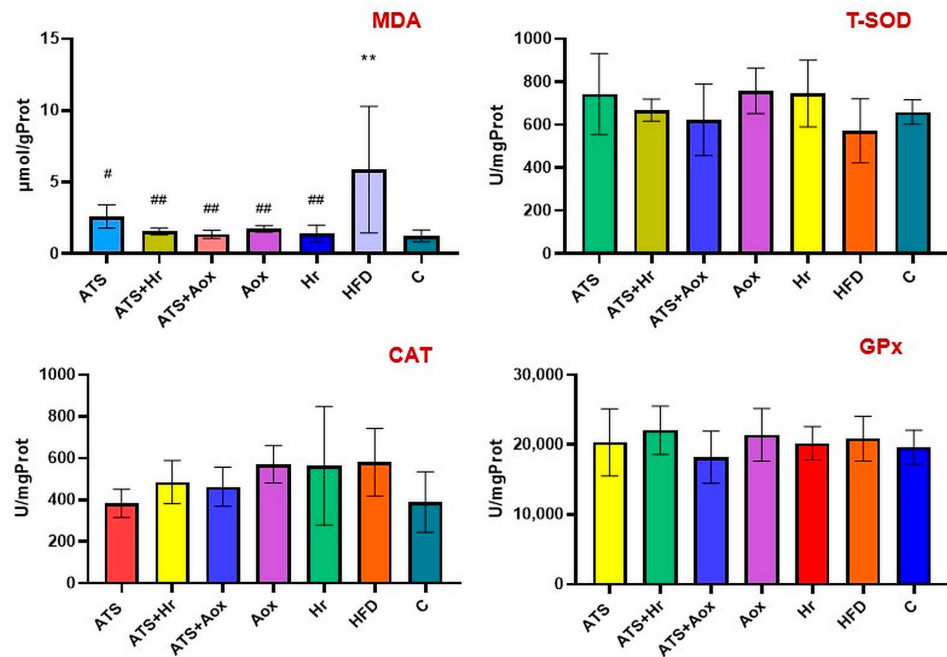 MDA
μmol/gProt
15
10
5
0
#
##
##
##
##
**
ATS
ATS+Hr
ATS+Aox
Aox
Hr
HFD
C
T-SOD
U/mgProt
1000
800
600
400
200
0
ATS
ATS+Hr
ATS+Aox
Aox
Hr
HFD
C
CAT
U/mgProt
1000
800
600
400
200
0
ATS
ATS+Hr
ATS+Aox
Aox
Hr
HFD
C
GPx
U/mgProt
30,000
20,000
10,000
0
ATS
ATS+Hr
ATS+Aox
Aox
Hr
HFD
C